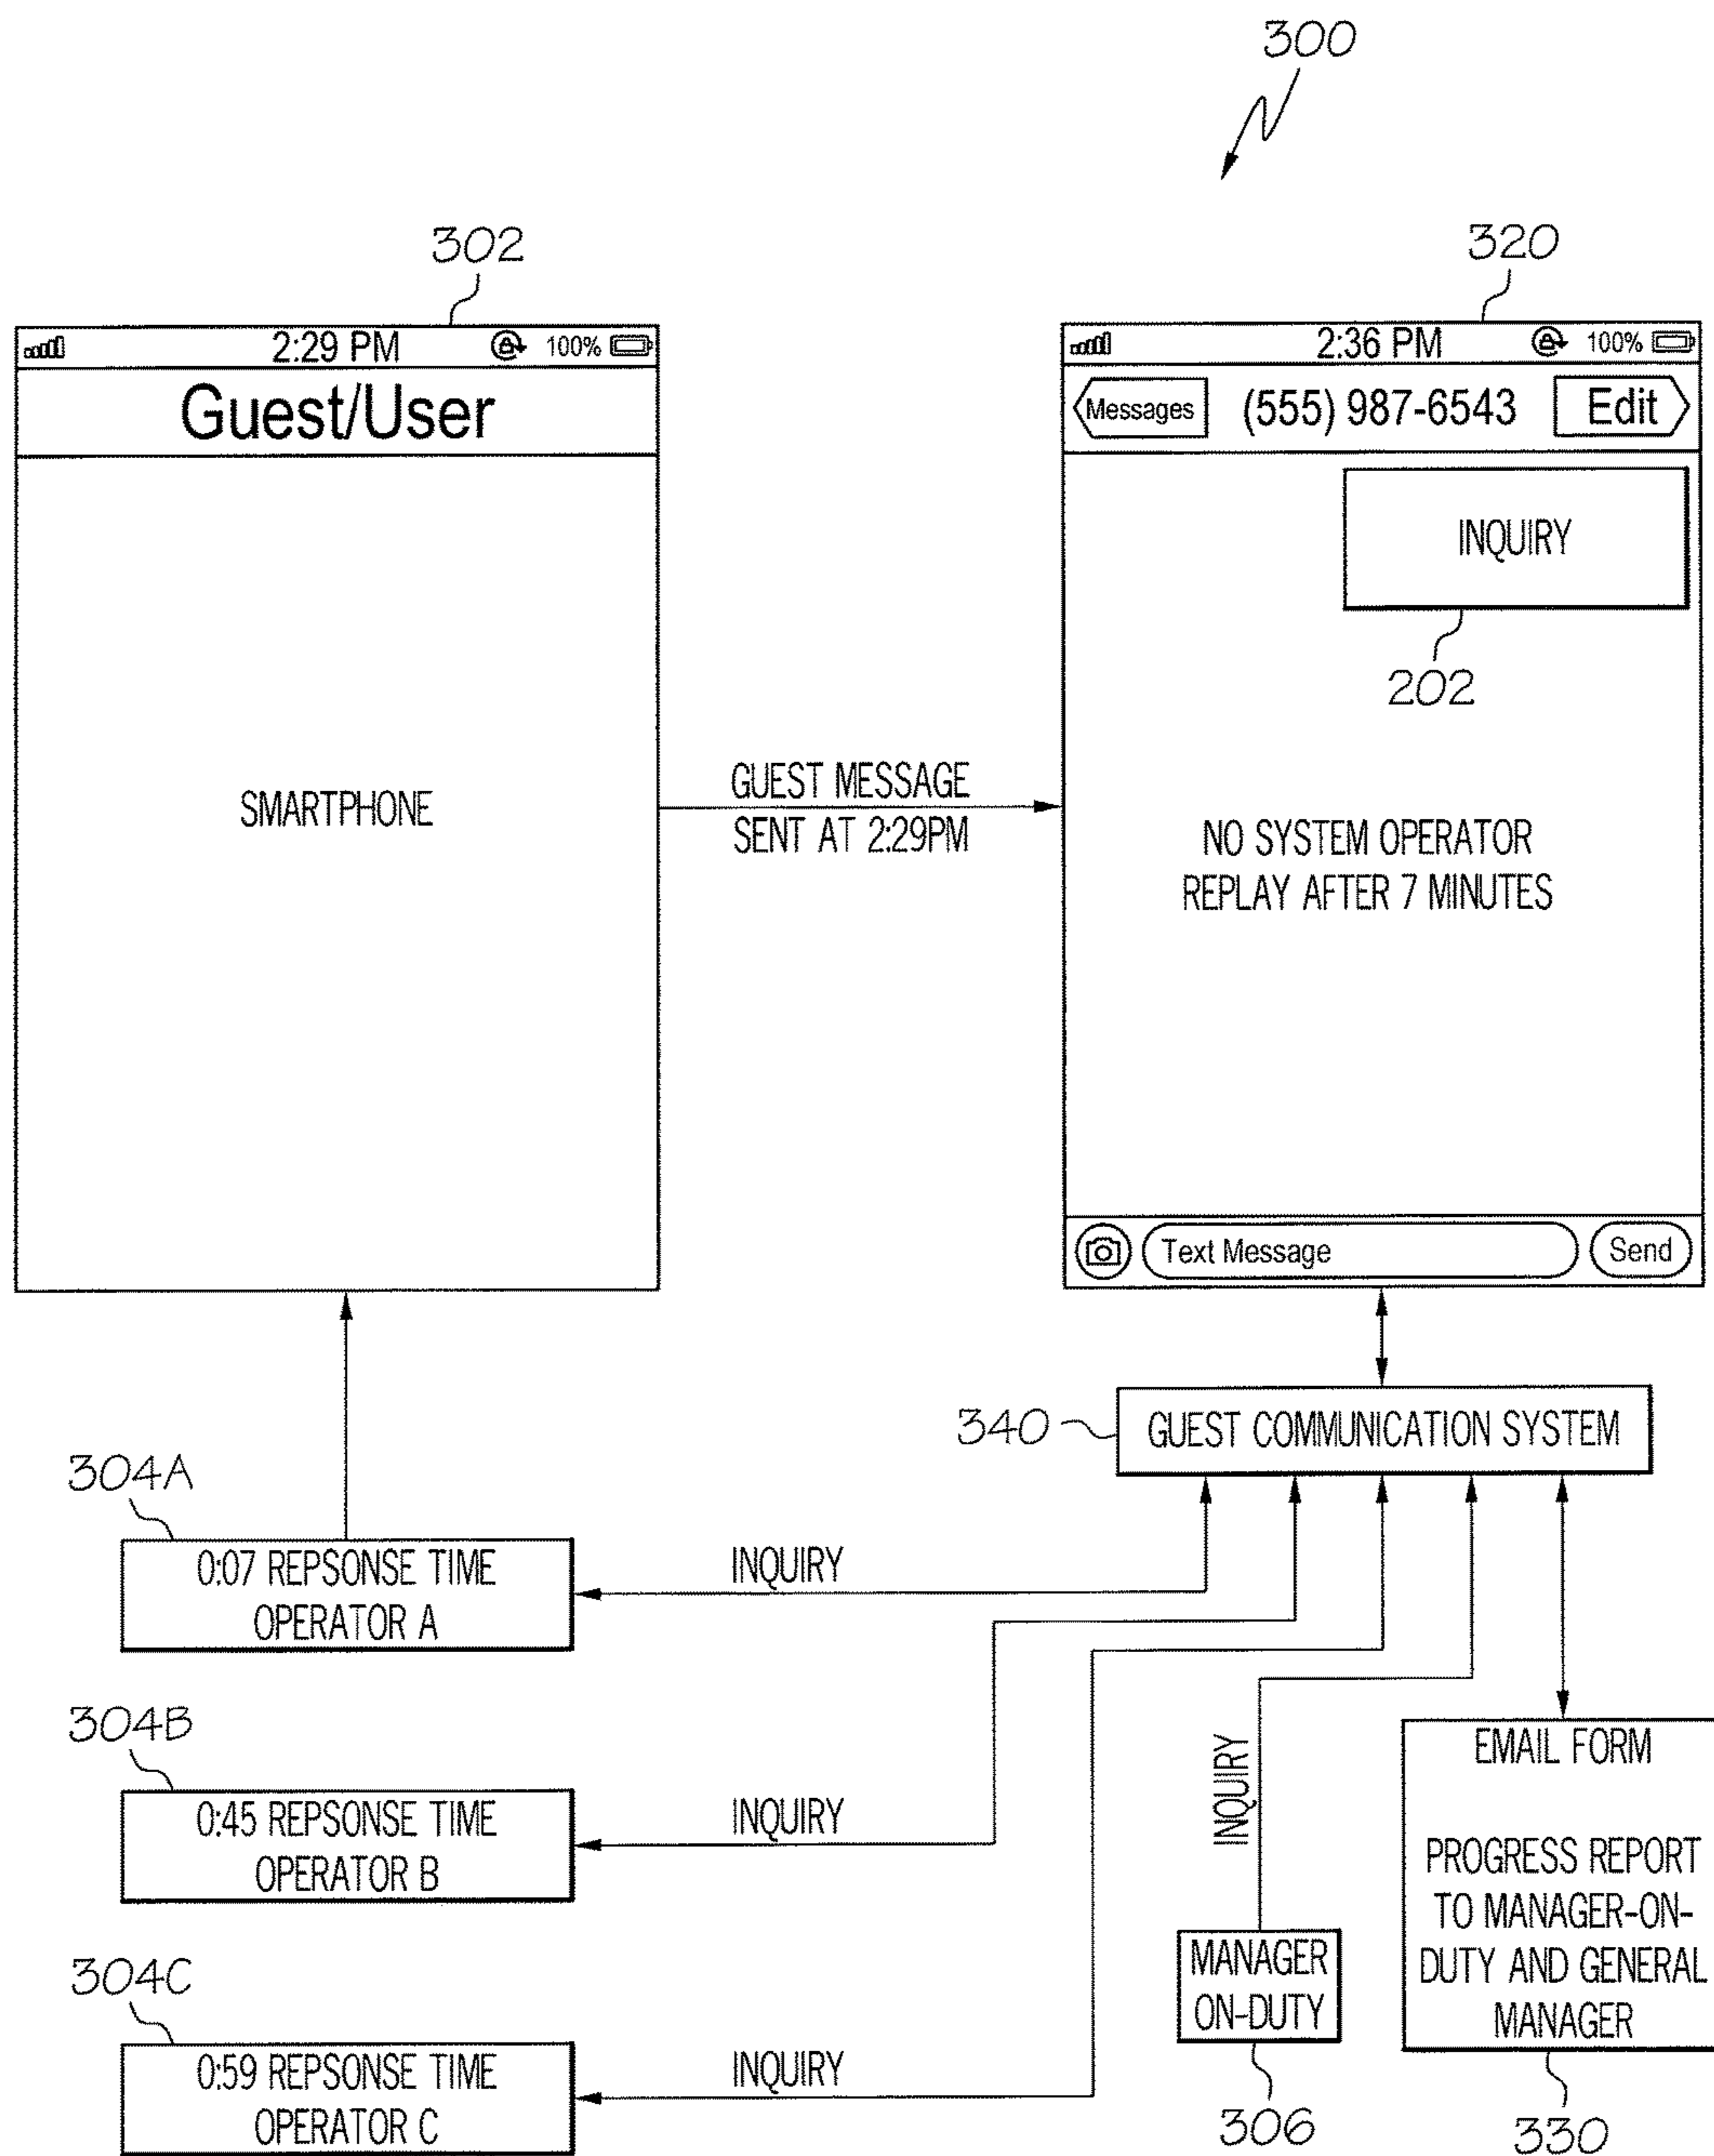 300
302
2:29 PM
100%
Guest/User
SMARTPHONE
GUEST MESSAGE
SENT AT 2:29PM
320
2:36 PM
100%
Messages
(555) 987-6543
Edit
INQUIRY
202
NO SYSTEM OPERATOR
REPLAY AFTER 7 MINUTES
Text Message
Send
340
GUEST COMMUNICATION SYSTEM
304A
0:07 REPSONSE TIME
OPERATOR A
INQUIRY
304B
0:45 REPSONSE TIME
OPERATOR B
INQUIRY
304C
0:59 REPSONSE TIME
OPERATOR C
INQUIRY
INQUIRY
MANAGER
ON-DUTY
306
EMAIL FORM
PROGRESS REPORT
TO MANAGER-ON-
DUTY AND GENERAL
MANAGER
330